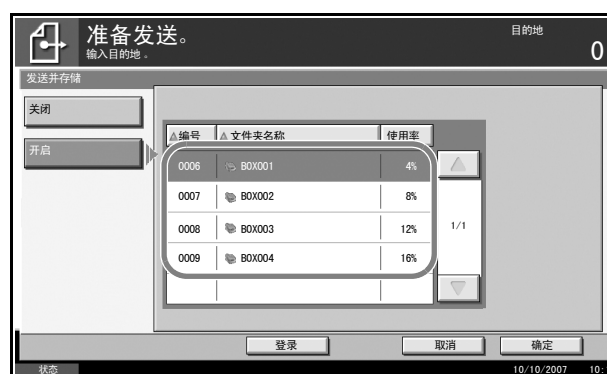 准备发送。
输入目的地。
目的地
0
发送并存储
关闭
开启
编号 文件夹名称 使用率
0006 BOX001 4%
0007 BOX002 8%
0008 BOX003 12%
0009 BOX004 16%
1/1
登录 取消 确定
状态 10/10/2007 10: